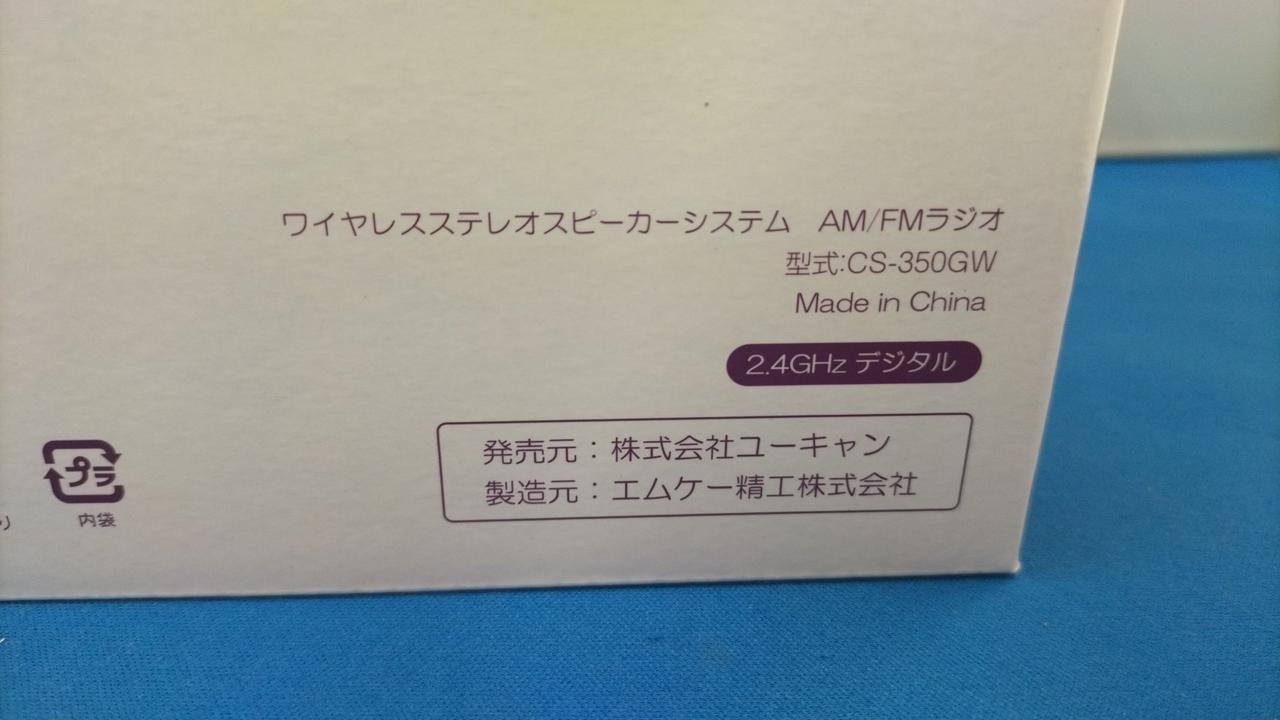 ワイヤレスステレオスピーカーシステム　AM/FMラジオ
型式:CS-350GW
Made in China
2.4GHz デジタル
発売元：株式会社ユーキャン
製造元：エムケー精工株式会社
プラ
内袋
り